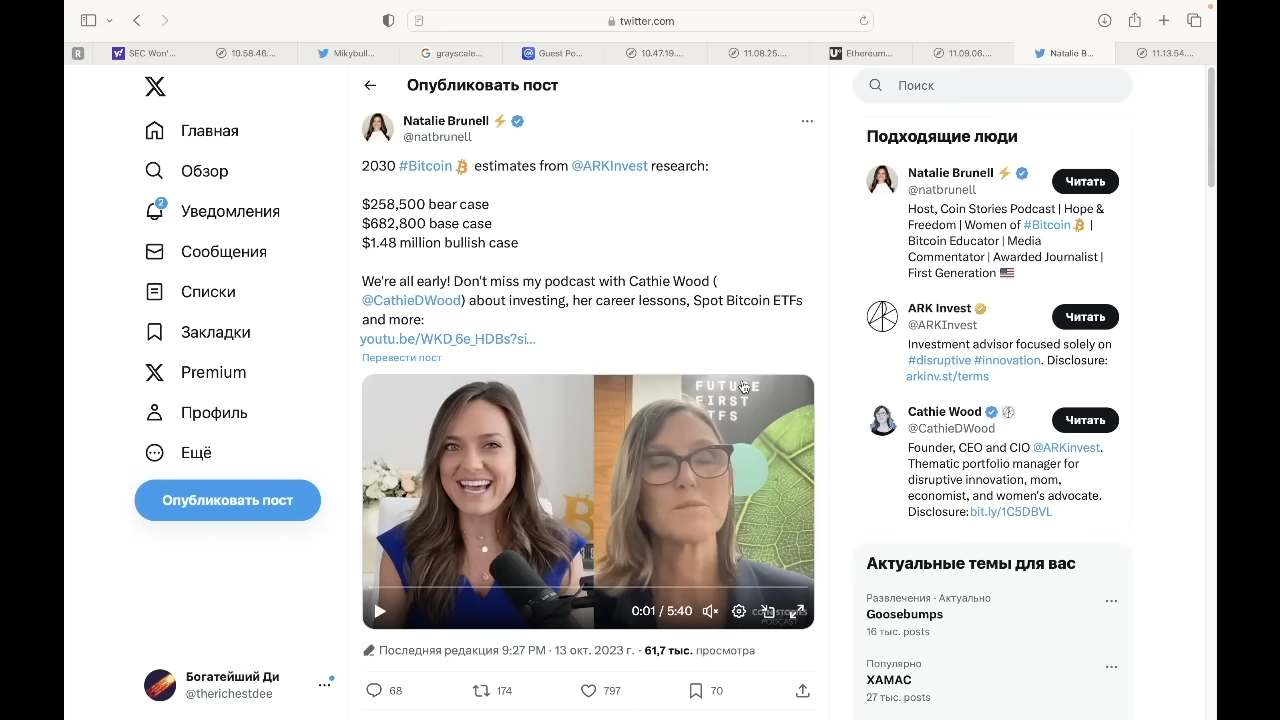 twitter.com
R
SEC Won'...
10.58.46....
Mikybull...
grayscale...
Guest Po...
10.47.19....
11.08.25....
Ethereum...
11.09.06....
Natalie B...
11.13.54....
Главная
Обзор
2
Уведомления
Сообщения
Списки
Закладки
Premium
Профиль
Ещё
Опубликовать пост
Богатейший Ди
@therichestdee
Опубликовать пост
Natalie Brunell
@natbrunell
2030 #Bitcoin estimates from @ARKInvest research:
$258,500 bear case
$682,800 base case
$1.48 million bullish case
We're all early! Don't miss my podcast with Cathie Wood (
@CathieDWood) about investing, her career lessons, Spot Bitcoin ETFs
and more:
youtu.be/WKD_6e_HDBs?si...
Перевести пост
FUTURE
FIRST
ETFS
0:01 / 5:40
COIN STORIES
PODCAST
Последняя редакция 9:27 PM · 13 окт. 2023 г. · 61,7 тыс. просмотра
68
174
797
70
Поиск
Подходящие люди
Natalie Brunell
@natbrunell
Читать
Host, Coin Stories Podcast | Hope &
Freedom | Women of #Bitcoin |
Bitcoin Educator | Media
Commentator | Awarded Journalist |
First Generation
ARK Invest
@ARKInvest
Читать
Investment advisor focused solely on
#disruptive #innovation. Disclosure:
arkinv.st/terms
Cathie Wood
@CathieDWood
Читать
Founder, CEO and CIO @ARKinvest.
Thematic portfolio manager for
disruptive innovation, mom,
economist, and women's advocate.
Disclosure:bit.ly/1C5DBVL
Актуальные темы для вас
Развлечения · Актуально
Goosebumps
16 тыс. posts
Популярно
ХАМАС
27 тыс. posts